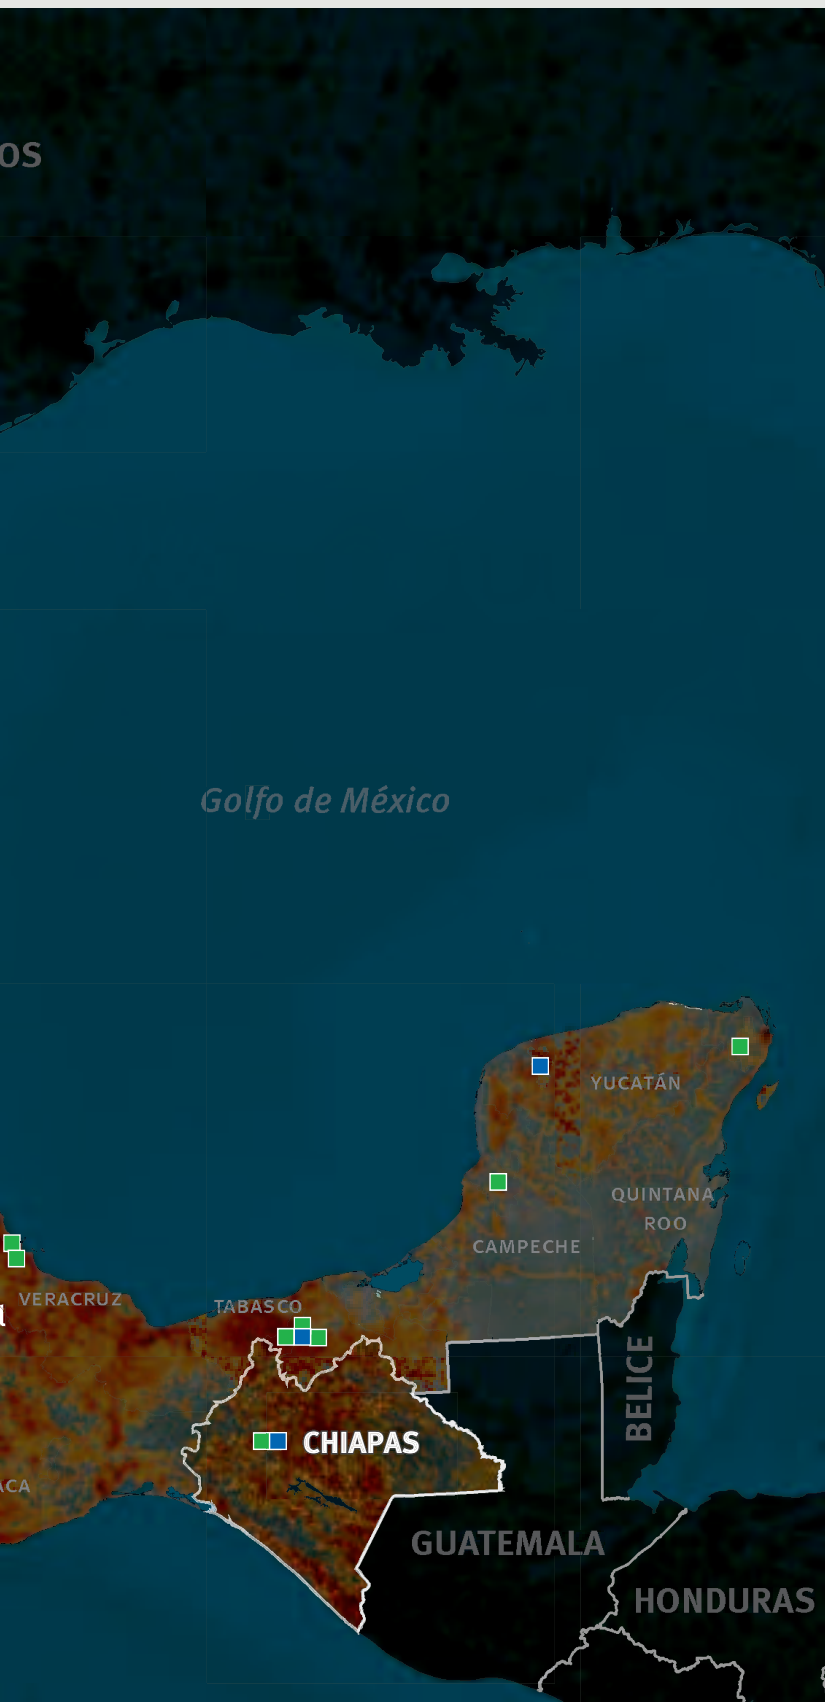 OS
Golfo de México
YUCATÁN
QUINTANA
ROO
CAMPECHE
VERACRUZ
TABASCO
BELICE
CHIAPAS
ACA
GUATEMALA
HONDURAS